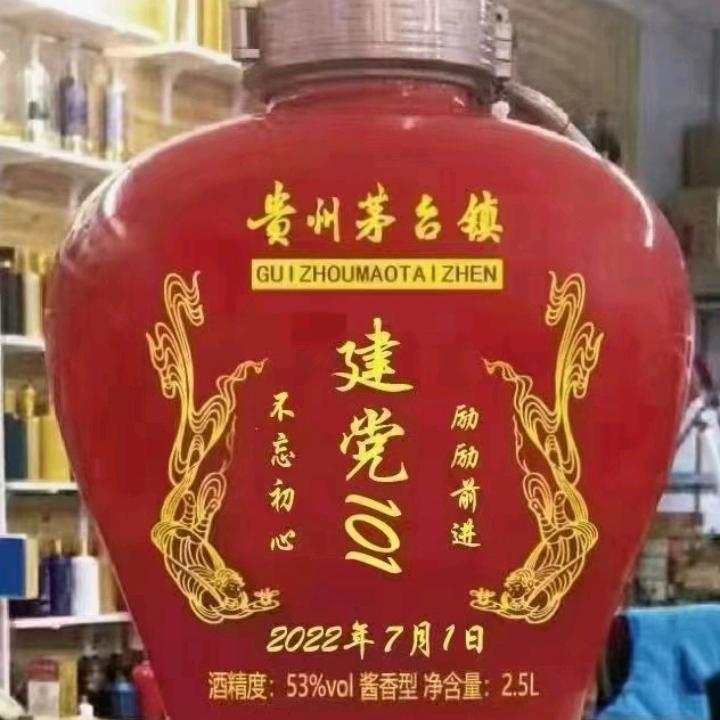 貴州茅台镇
GUIZHOUMAOTAIZHEN
建党101
不忘初心
励励前进
2022年7月1日
酒精度：53%vol 酱香型 净含量：2.5L